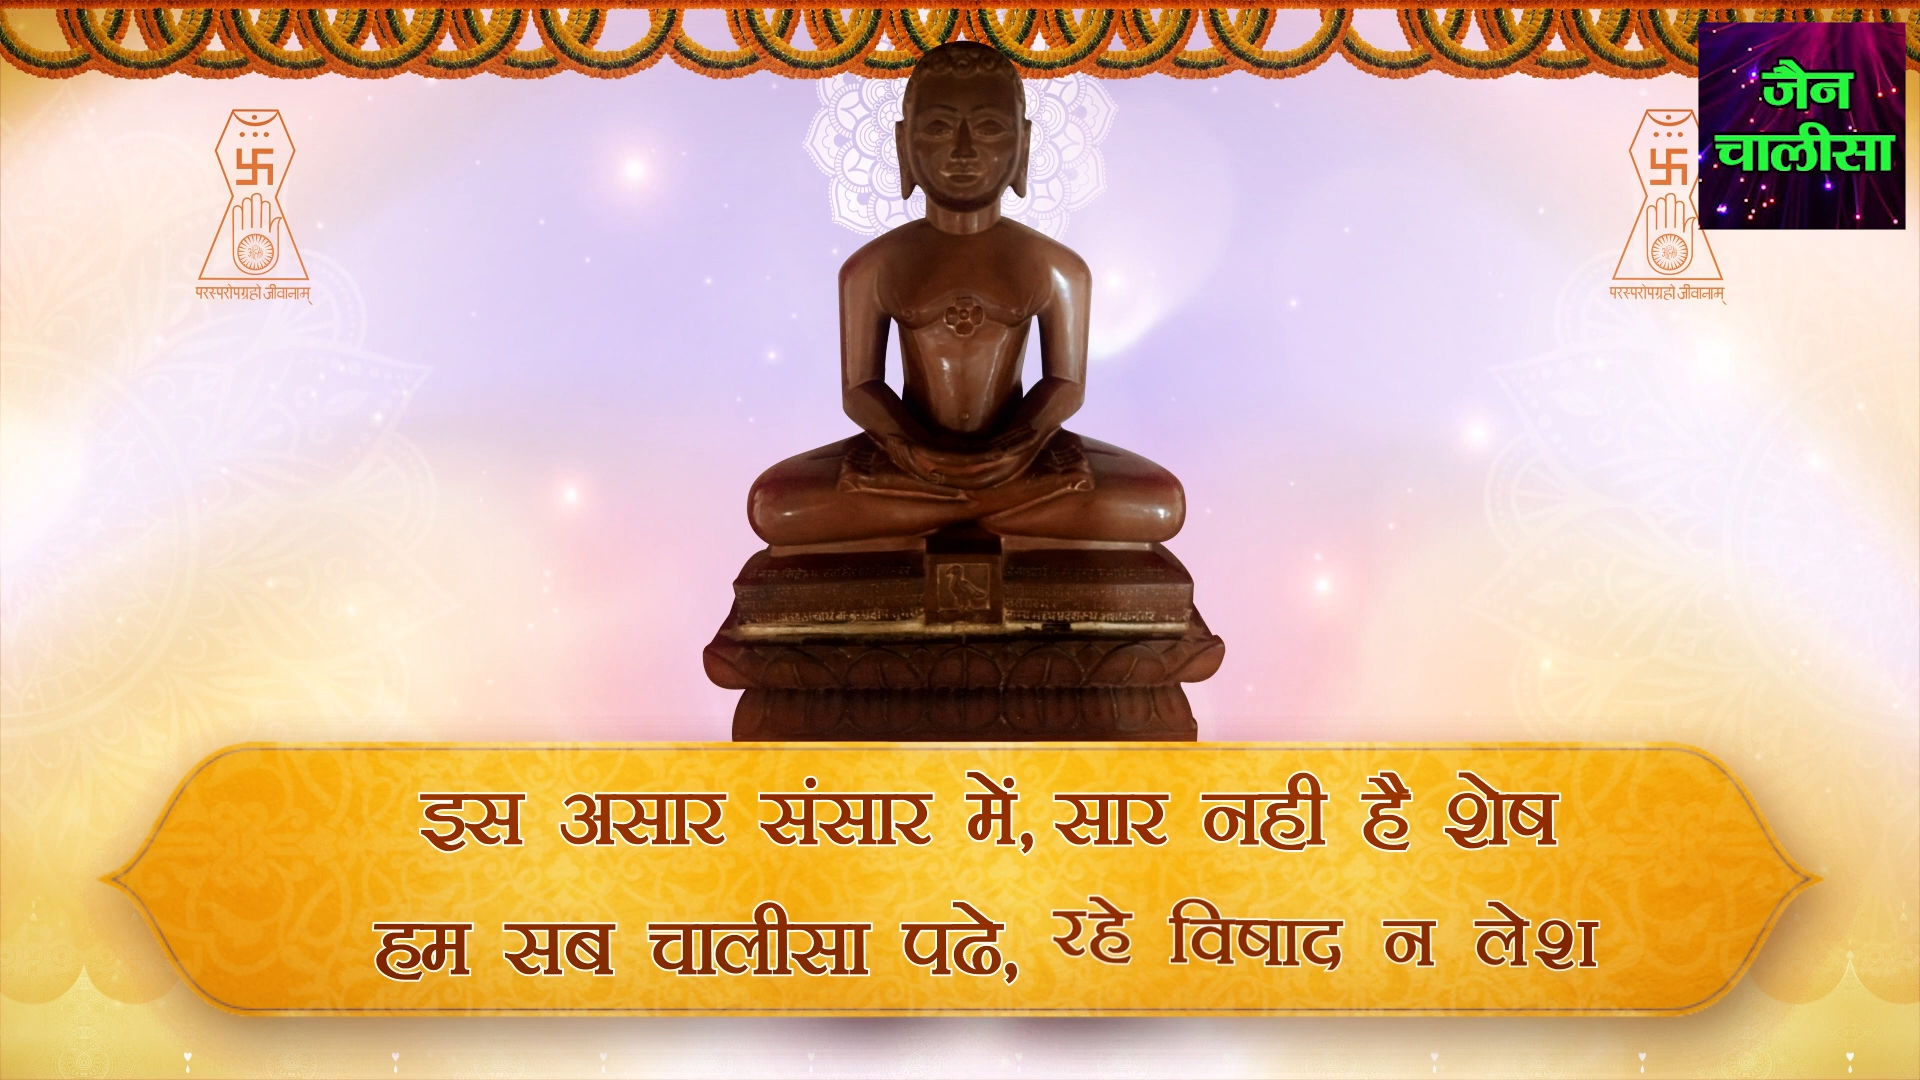 जैन
चालीसा
परस्परोपग्रहो जीवानाम्
परस्परोपग्रहो जीवानाम्
इस असार संसार में, सार नही है शेष
हम सब चालीसा पढे, रहे विषाद न लेश